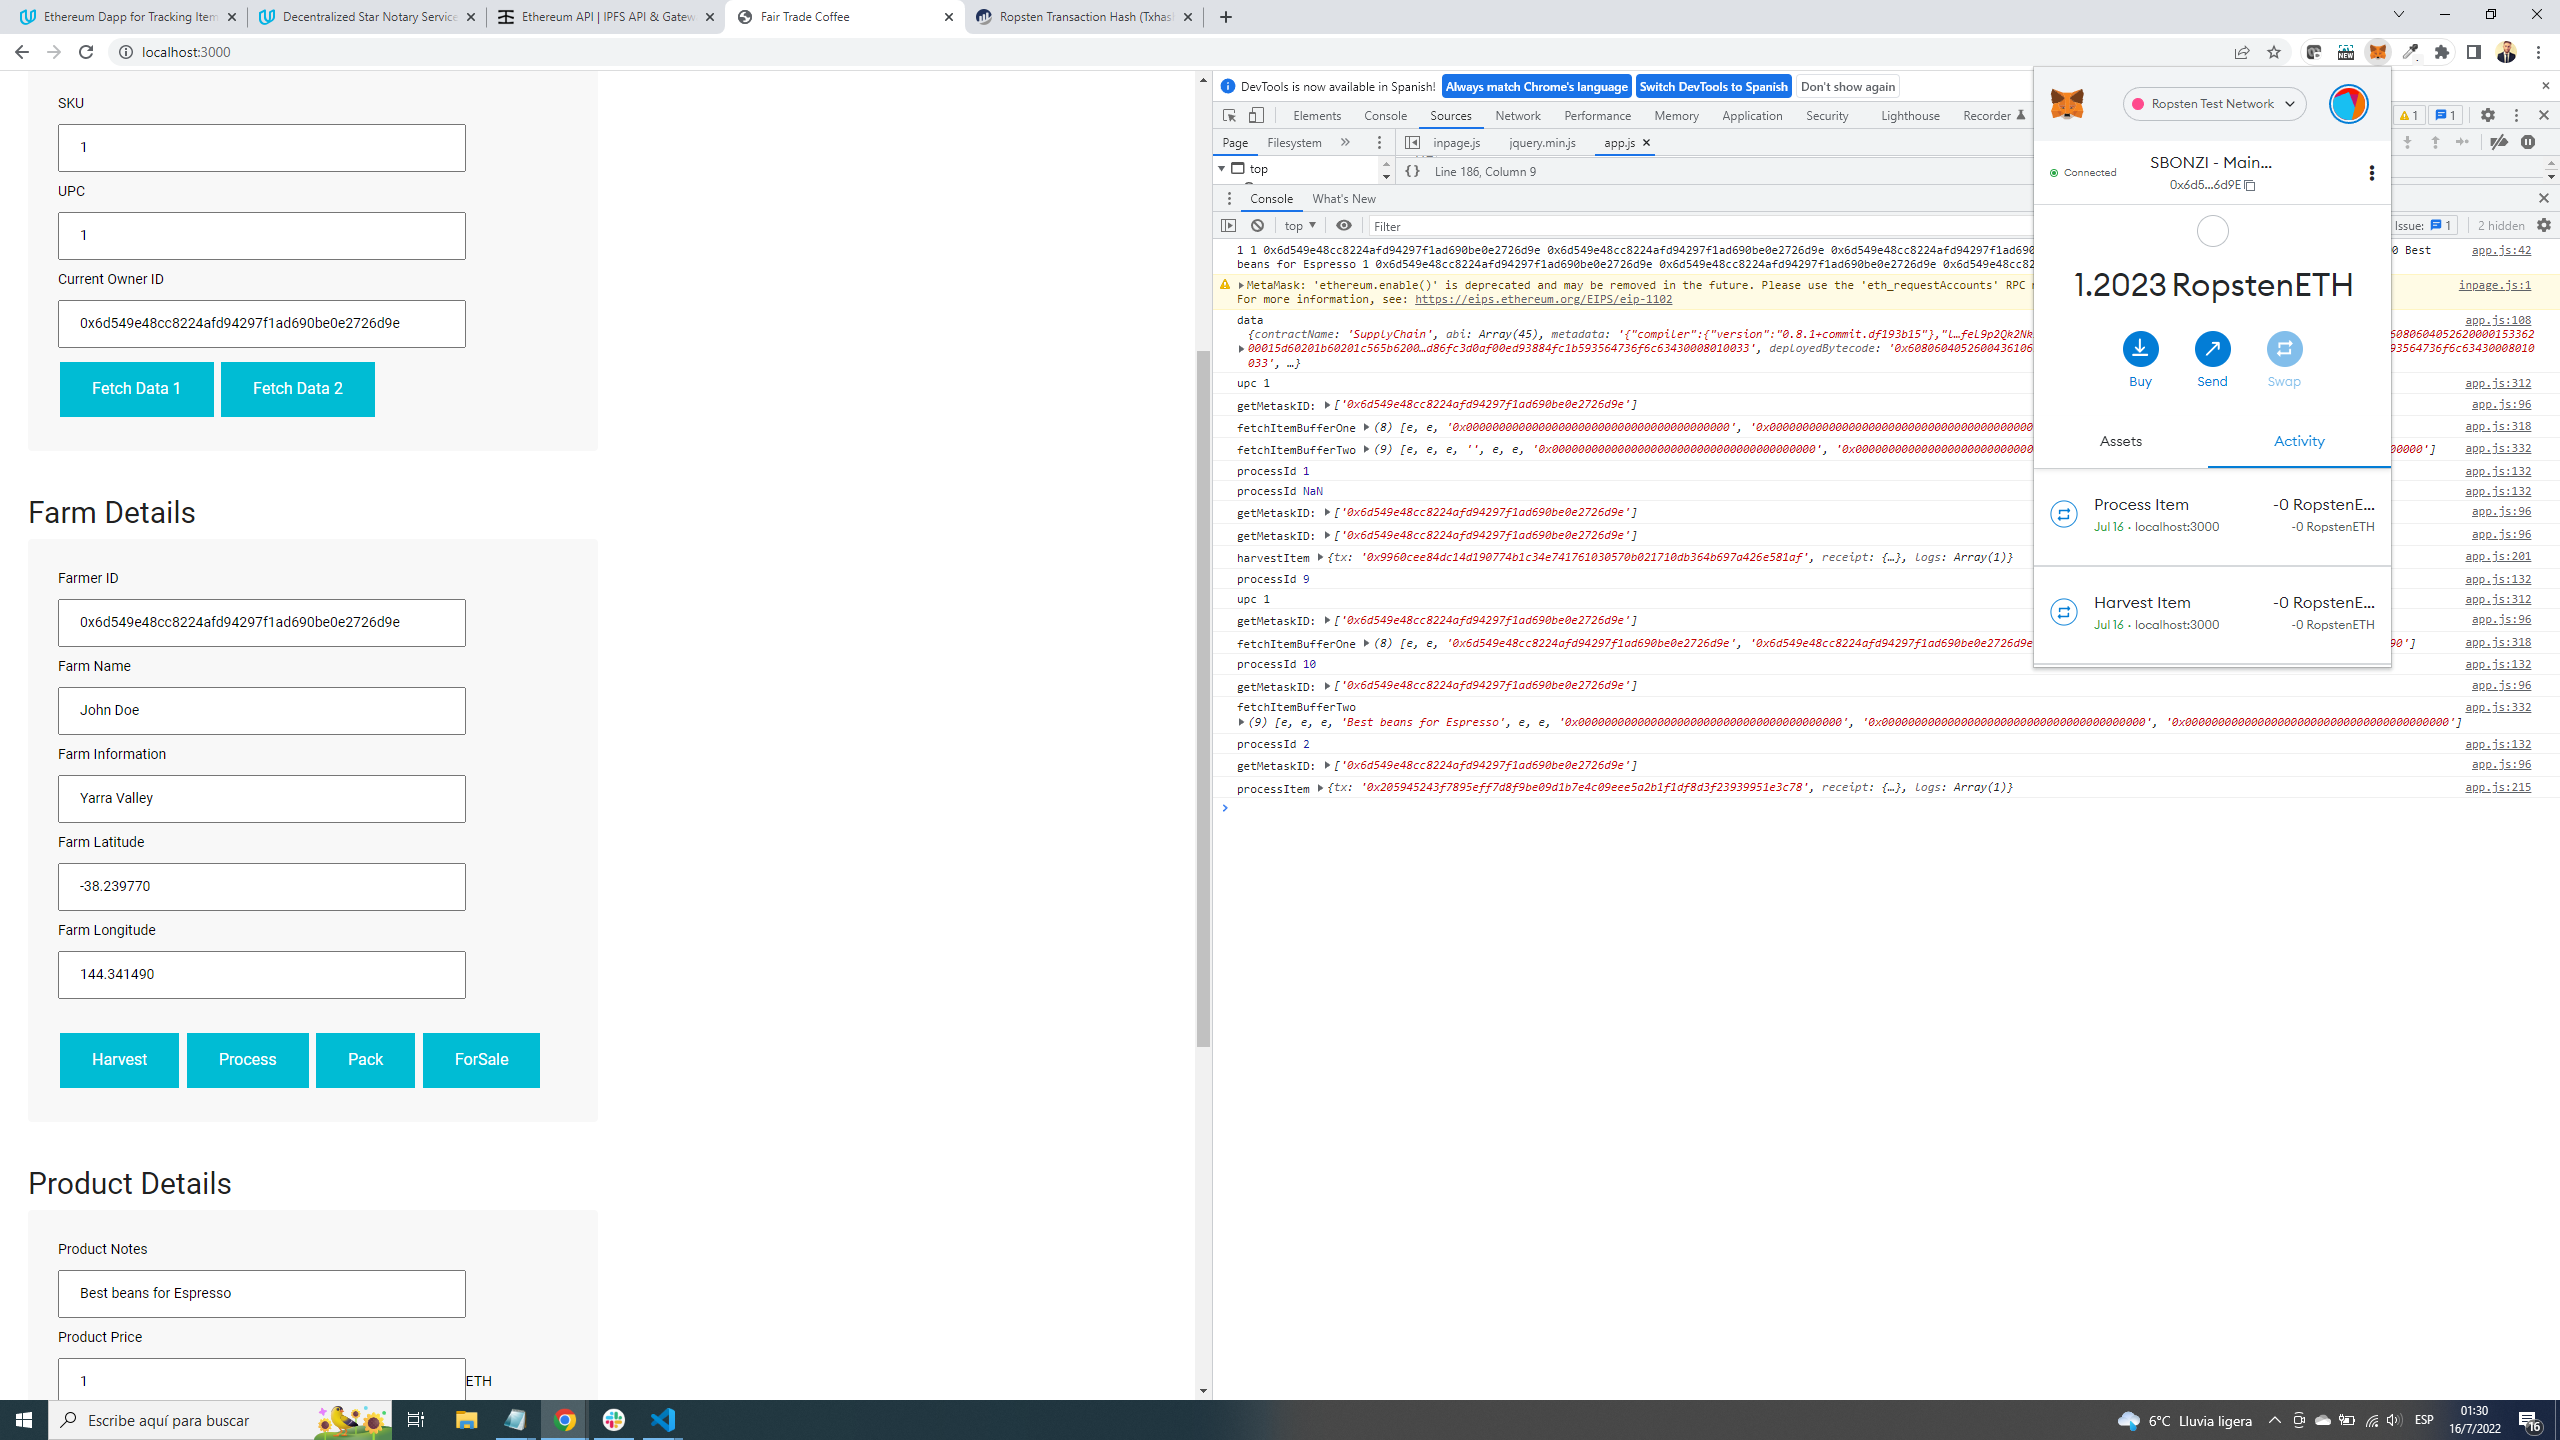 Ethereum Dapp for Tracking Item
Decentralized Star Notary Service
Ethereum API | IPFS API & Gatew
Fair Trade Coffee
Ropsten Transaction Hash (Txhas
localhost:3000
SKU
1
UPC
1
Current Owner ID
0x6d549e48cc8224afd94297f1ad690be0e2726d9e
Fetch Data 1
Fetch Data 2
Farm Details
Farmer ID
0x6d549e48cc8224afd94297f1ad690be0e2726d9e
Farm Name
John Doe
Farm Information
Yarra Valley
Farm Latitude
-38.239770
Farm Longitude
144.341490
Harvest
Process
Pack
ForSale
Product Details
Product Notes
Best beans for Espresso
Product Price
1
ETH
DevTools is now available in Spanish!
Always match Chrome's language
Switch DevTools to Spanish
Don't show again
Elements
Console
Sources
Network
Performance
Memory
Application
Security
Lighthouse
Recorder
1
1
Page
Filesystem
inpage.js
jquery.min.js
app.js
top
{} Line 186, Column 9
Console
What's New
top
Filter
Issue: 1
2 hidden
1 1 0x6d549e48cc8224afd94297f1ad690be0e2726d9e 0x6d549e48cc8224afd94297f1ad690be0e2726d9e 0x6d549e48cc8224afd94297f1ad690 0 Best app.js:42
beans for Espresso 1 0x6d549e48cc8224afd94297f1ad690be0e2726d9e 0x6d549e48cc8224afd94297f1ad690be0e2726d9e 0x6d549e48cc8
MetaMask: 'ethereum.enable()' is deprecated and may be removed in the future. Please use the 'eth_requestAccounts' RPC inpage.js:1
For more information, see: https://eips.ethereum.org/EIPS/eip-1102
data app.js:108
{contractName: 'SupplyChain', abi: Array(45), metadata: '{"compiler":{"version":"0.8.1+commit.df193b15"},"l…feL9p2Qk2Nk
00015d60201b60201c565b6200…d86fc3d0af00ed93884fc1b593564736f6c63430008010033', deployedBytecode: '0x6080604052600436106 93564736f6c63430008010
033', …}
upc 1 app.js:312
getMetaskID: ['0x6d549e48cc8224afd94297f1ad690be0e2726d9e'] app.js:96
fetchItemBufferOne (8) [e, e, '0x0000000000000000000000000000000000000000', app.js:318
fetchItemBufferTwo (9) [e, e, e, '', e, e, '0x0000000000000000000000000000000000000000', app.js:332
processId 1 app.js:132
processId NaN app.js:132
getMetaskID: ['0x6d549e48cc8224afd94297f1ad690be0e2726d9e'] app.js:96
getMetaskID: ['0x6d549e48cc8224afd94297f1ad690be0e2726d9e'] app.js:96
harvestItem {tx: '0x9960cee84dc14d190774b1c34e741761030570b021710db364b697a426e581af', receipt: {…}, logs: Array(1)} app.js:201
processId 9 app.js:132
upc 1 app.js:312
getMetaskID: ['0x6d549e48cc8224afd94297f1ad690be0e2726d9e'] app.js:96
fetchItemBufferOne (8) [e, e, '0x6d549e48cc8224afd94297f1ad690be0e2726d9e', '0x6d549e48cc8224afd94297f1ad690be0e2726d9e 90'] app.js:318
processId 10 app.js:132
getMetaskID: ['0x6d549e48cc8224afd94297f1ad690be0e2726d9e'] app.js:96
fetchItemBufferTwo app.js:332
(9) [e, e, e, 'Best beans for Espresso', e, e, '0x0000000000000000000000000000000000000000', '0x0000000000000000000000000000000000000000', '0x0000000000000000000000000000000000000000']
processId 2 app.js:132
getMetaskID: ['0x6d549e48cc8224afd94297f1ad690be0e2726d9e'] app.js:96
processItem {tx: '0x205945243f7895eff7d8f9be09d1b7e4c09eee5a2b1f1df8d3f23939951e3c78', receipt: {…}, logs: Array(1)} app.js:215
Ropsten Test Network
Connected
SBONZI - Main...
0x6d5...6d9E
1.2023 RopstenETH
Buy
Send
Swap
Assets
Activity
Process Item
-0 RopstenE...
Jul 16 · localhost:3000
-0 RopstenETH
Harvest Item
-0 RopstenE...
Jul 16 · localhost:3000
-0 RopstenETH
Escribe aquí para buscar
6°C Lluvia ligera
ESP
01:30
16/7/2022
16